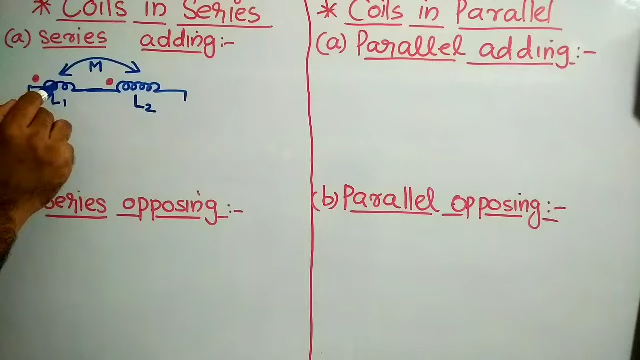 * Coils in Series
(a) series adding:-
M
L1 L2
series opposing:-
* Coils in Parallel
(a) Parallel adding:-
(b) Parallel opposing:-